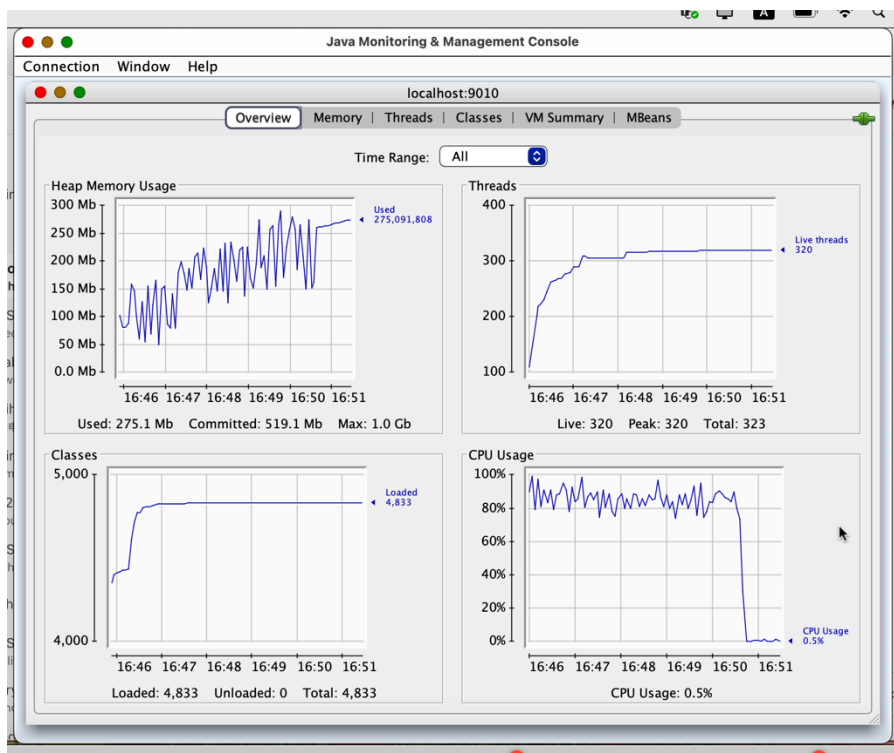 A
Java Monitoring & Management Console
Connection Window Help
localhost:9010
Overview Memory | Threads | Classes | VM Summary | MBeans
Time Range: All
Heap Memory Usage
300 Mb
250 Mb
200 Mb
150 Mb
100 Mb
50 Mb
0.0 Mb
Used
275,091,808
16:46 16:47 16:48 16:49 16:50 16:51
Used: 275.1 Mb Committed: 519.1 Mb Max: 1.0 Gb
Threads
400
300
200
100
Live threads
320
16:46 16:47 16:48 16:49 16:50 16:51
Live: 320 Peak: 320 Total: 323
Classes
5,000
4,000
Loaded
4,833
16:46 16:47 16:48 16:49 16:50 16:51
Loaded: 4,833 Unloaded: 0 Total: 4,833
CPU Usage
100%
80%
60%
40%
20%
0%
CPU Usage
0.5%
16:46 16:47 16:48 16:49 16:50 16:51
CPU Usage: 0.5%